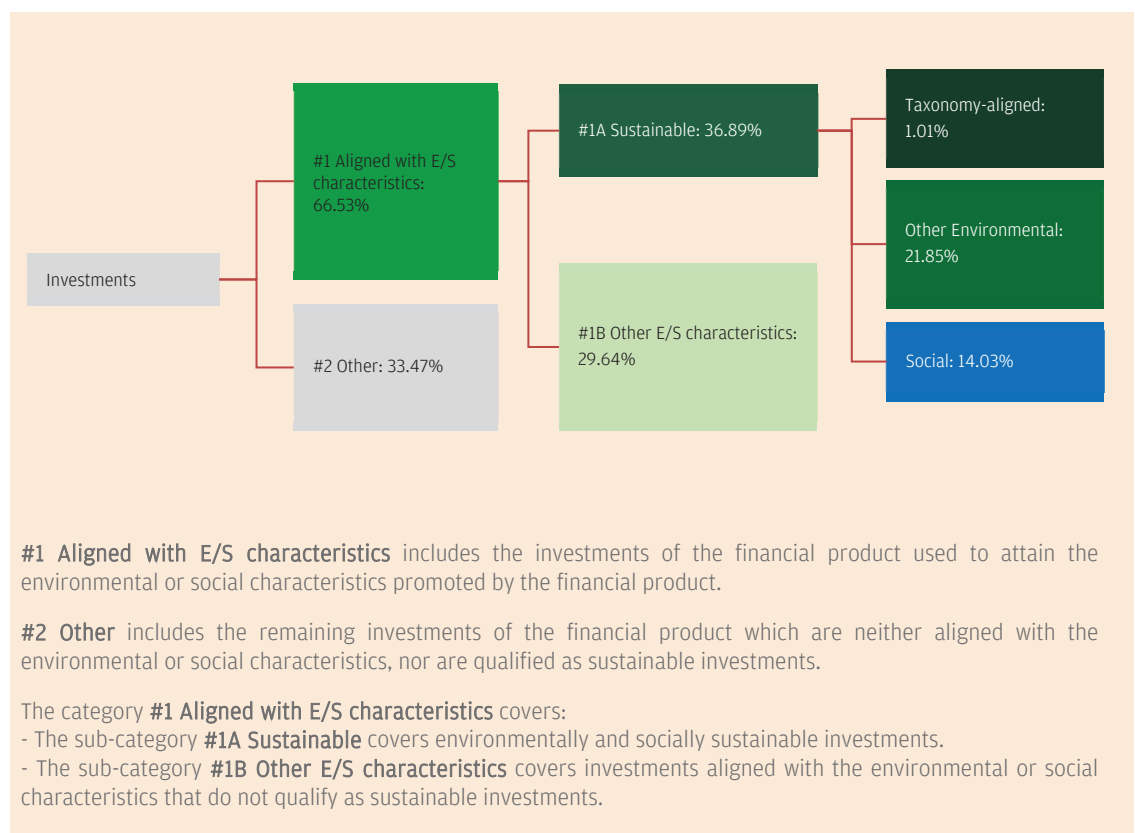 Investments
#1 Aligned with E/S
characteristics:
66.53%
#2 Other: 33.47%
#1A Sustainable: 36.89%
#1B Other E/S characteristics:
29.64%
Taxonomy-aligned:
1.01%
Other Environmental:
21.85%
Social: 14.03%
#1 Aligned with E/S characteristics includes the investments of the financial product used to attain the
environmental or social characteristics promoted by the financial product.
#2 Other includes the remaining investments of the financial product which are neither aligned with the
environmental or social characteristics, nor are qualified as sustainable investments.
The category #1 Aligned with E/S characteristics covers:
- The sub-category #1A Sustainable covers environmentally and socially sustainable investments.
- The sub-category #1B Other E/S characteristics covers investments aligned with the environmental or social
characteristics that do not qualify as sustainable investments.